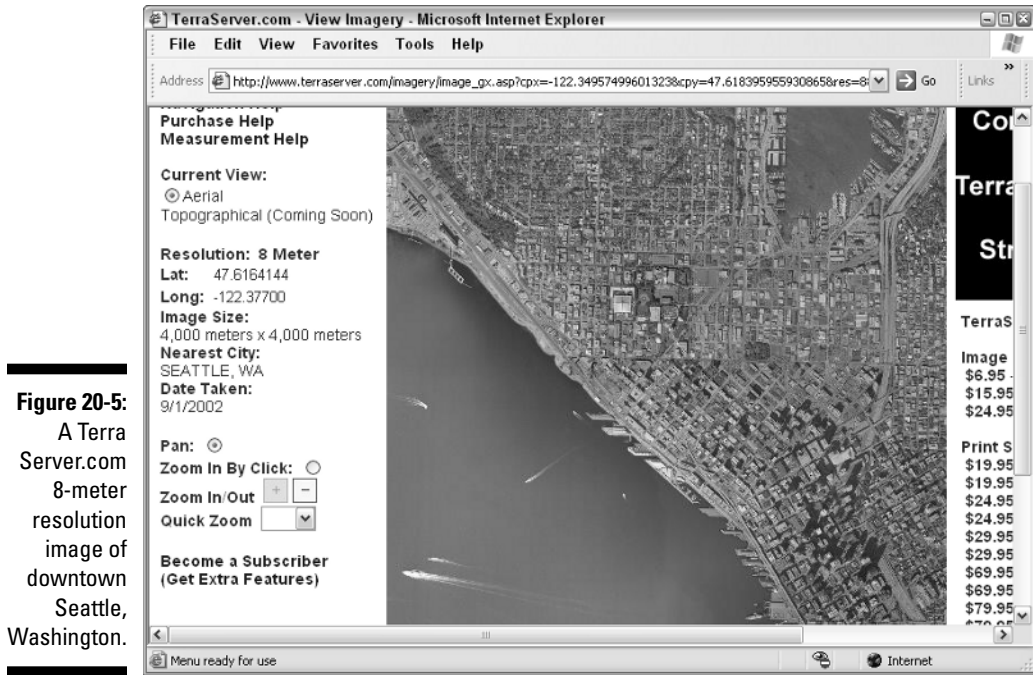 TerraServer.com - View Imagery - Microsoft Internet Explorer
File Edit View Favorites Tools Help
Address http://www.terraserver.com/imagery/image_gx.asp?cpx=-122.349574996013238&cpy=47.6183959559308658&res=8 Go Links »
Navigation Help
Purchase Help
Measurement Help
Current View:
Aerial
Topographical (Coming Soon)
Resolution: 8 Meter
Lat: 47.6164144
Long: -122.37700
Image Size:
4,000 meters x 4,000 meters
Nearest City:
SEATTLE, WA
Date Taken:
9/1/2002
Pan:
Zoom In By Click:
Zoom In/Out + -
Quick Zoom
Become a Subscriber
(Get Extra Features)
Terra
Str
TerraS
Image
$6.95 -
$15.95
$24.95
Print S
$19.95
$19.95
$24.95
$24.95
$29.95
$29.95
$69.95
$69.95
$79.95
Menu ready for use Internet
Figure 20-5:
A Terra
Server.com
8-meter
resolution
image of
downtown
Seattle,
Washington.